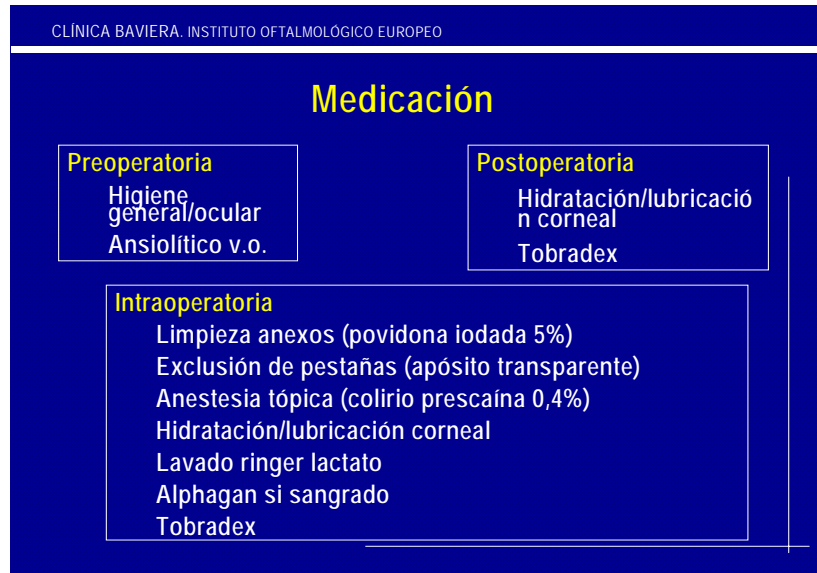 CLÍNICA BAVIERA. INSTITUTO OFTALMOLÓGICO EUROPEO
Medicación
Preoperatoria
Higiene
general/ocular
Ansiolítico v.o.
Postoperatoria
Hidratación/lubricació
n corneal
Tobradex
Intraoperatoria
Limpieza anexos (povidona iodada 5%)
Exclusión de pestañas (apósito transparente)
Anestesia tópica (colirio prescaína 0,4%)
Hidratación/lubricación corneal
Lavado ringer lactato
Alphagan si sangrado
Tobradex